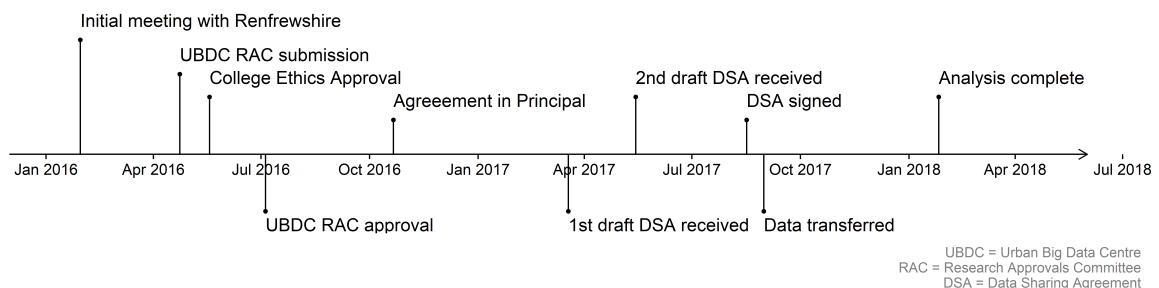 Initial meeting with Renfrewshire
UBDC RAC submission
College Ethics Approval
2nd draft DSA received
Analysis complete
Agreeement in Principal
DSA signed
Jan 2016
Apr 2016
Jul 2016
Oct 2016
Jan 2017
Apr 2017
Jul 2017
Oct 2017
Jan 2018
Apr 2018
Jul 2018
UBDC RAC approval
1st draft DSA received
Data transferred
UBDC = Urban Big Data Centre
RAC = Research Approvals Committee
DSA = Data Sharing Agreement